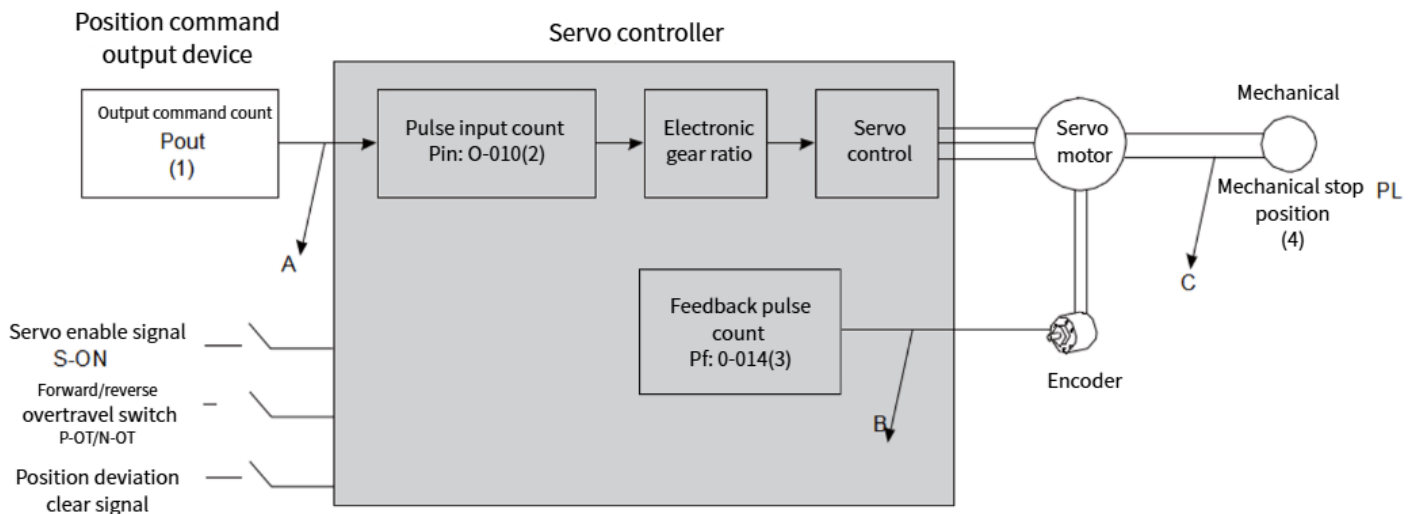 Position command
output device
Servo controller
Output command count
Pout
(1)
Pulse input count
Pin: O-010(2)
Electronic
gear ratio
Servo
control
Servo
motor
Mechanical
Mechanical stop PL
position
(4)
A
C
Feedback pulse
count
Pf: 0-014(3)
B
Encoder
Servo enable signal
S-ON
Forward/reverse
overtravel switch
P-OT/N-OT
Position deviation
clear signal